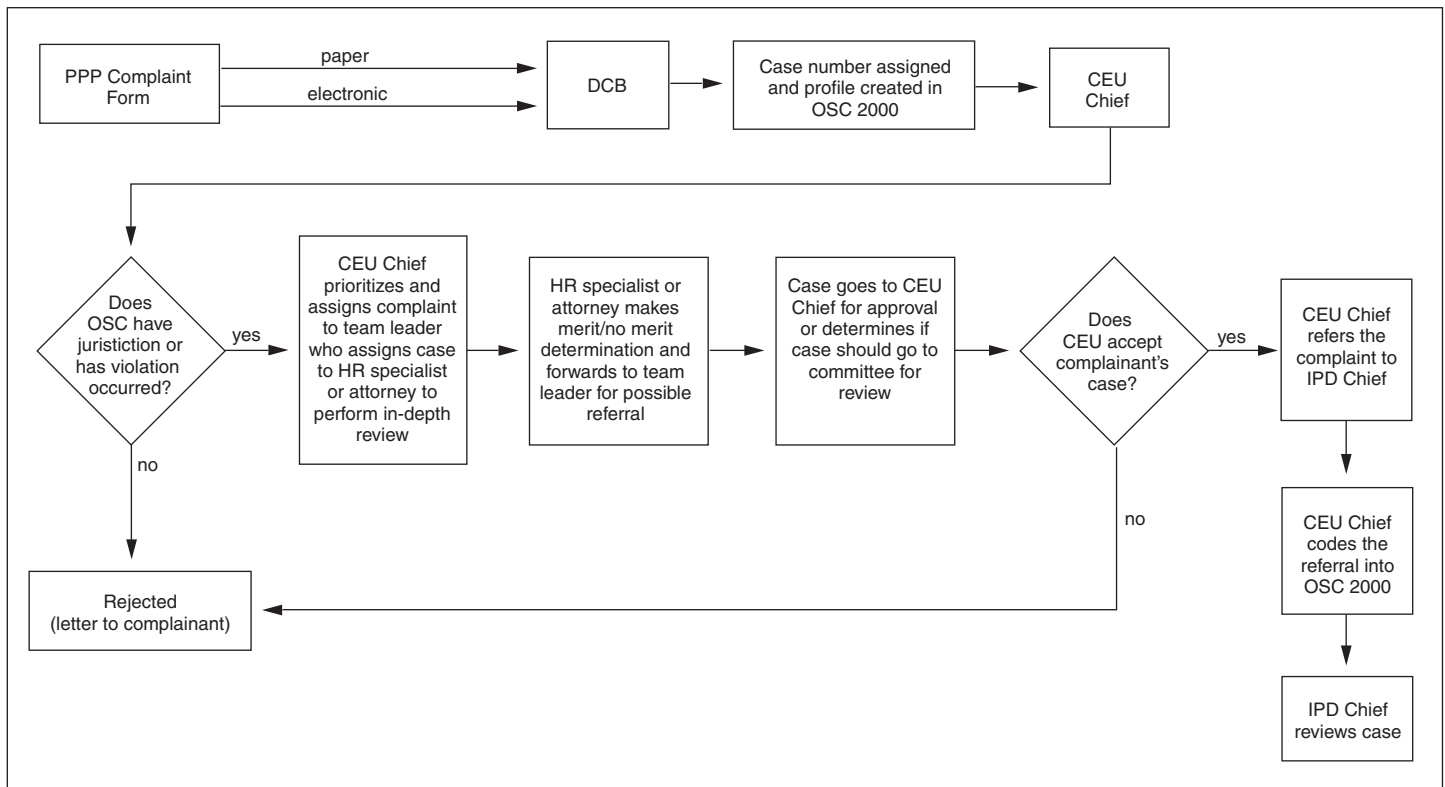 PPP Complaint
Form
paper
electronic
DCB
Case number assigned
and profile created in
OSC 2000
CEU
Chief
Does
OSC have
juristiction or
has violation
occurred?
yes
no
CEU Chief
prioritizes and
assigns complaint
to team leader
who assigns case
to HR specialist
or attorney to
perform in-depth
review
HR specialist or
attorney makes
merit/no merit
determination and
forwards to team
leader for possible
referral
Case goes to CEU
Chief for approval
or determines if
case should go to
committee for
review
Does
CEU accept
complainant's
case?
yes
no
CEU Chief
refers the
complaint to
IPD Chief
CEU Chief
codes the
referral into
OSC 2000
IPD Chief
reviews case
Rejected
(letter to complainant)